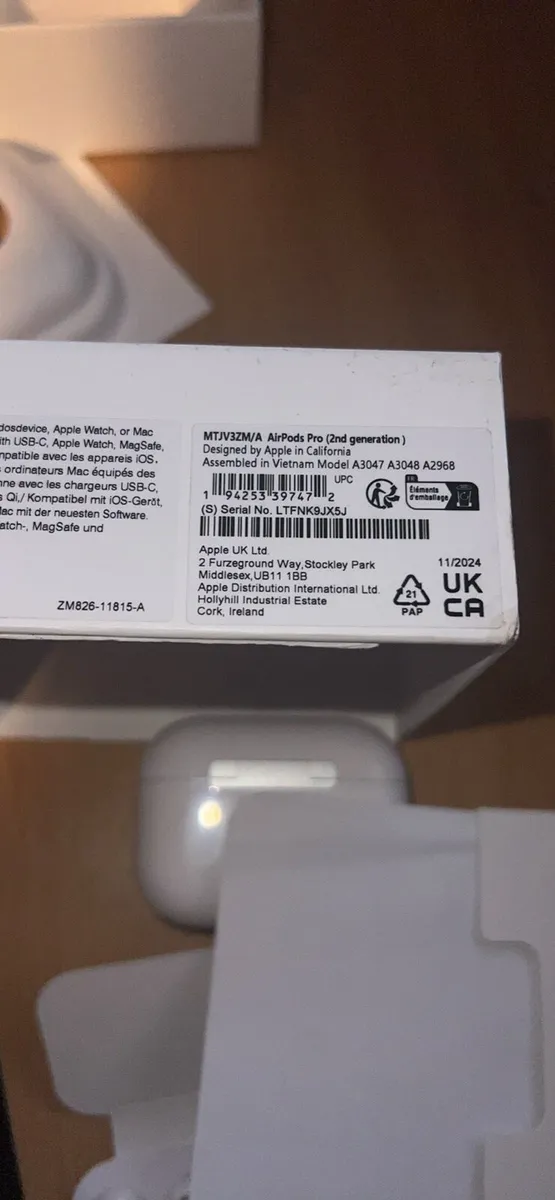 dosdevice, Apple Watch, or Mac
ith USB-C, Apple Watch, MagSafe,
npatible avec les appareils iOS.
ordinateurs Mac équipés des
nne avec les chargeurs USB-C,
s Qi,/ Kompatibel mit iOS-Geröt,
lac mit der neuesten Software.
atch-, MagSafe und
ZM826-11815-A
MTJV3ZM/A AirPods Pro (2nd generation )
Designed by Apple in California
Assembled in Vietnam Model A3047 A3048 A2968
UPC
1 94253 39747 2
FR
Éléments
d'emballage
(S) Serial No. LTFNK9JX5J
Apple UK Ltd.
2 Furzeground Way,Stockley Park
Middlesex,UB11 1BB
Apple Distribution International Ltd.
Hollyhill Industrial Estate
Cork, Ireland
11/2024
21
PAP
UK
CA